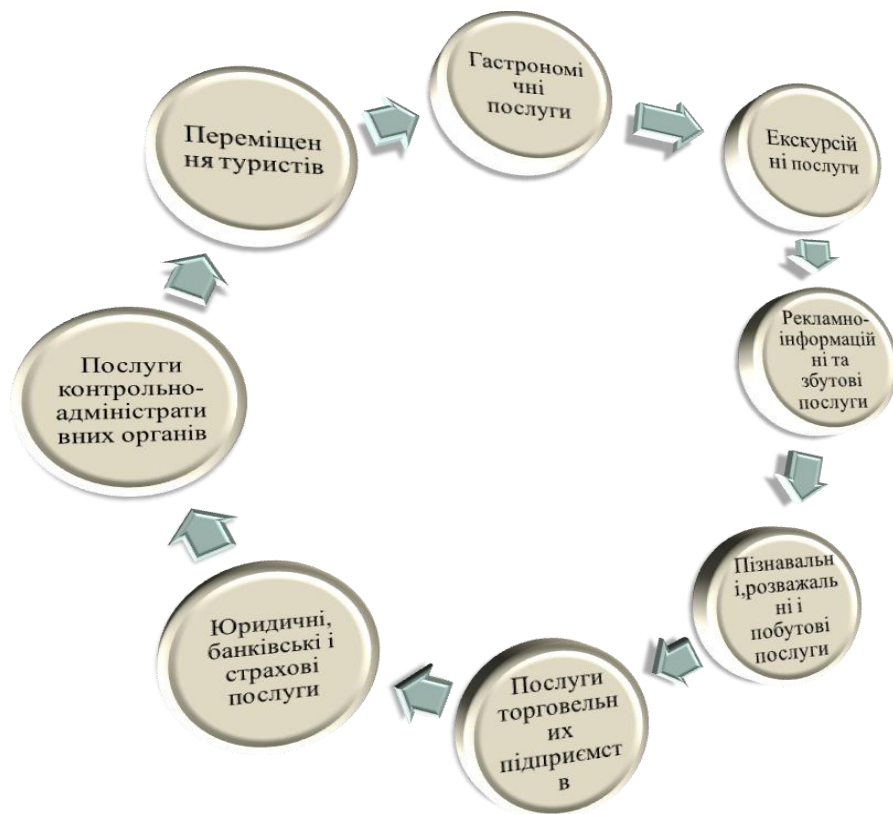 Гастрономі
чні
послуги
Екскурсій
ні послуги
Рекламно-
інформацій
ні та
збутові
послуги
Пізнавальн
і,розважаль
ні і
побутові
послуги
Послуги
торговельн
их
підприємст
в
Юридичні,
банківські і
страхові
послуги
Послуги
контрольно-
адміністрати
вних органів
Переміщен
ня туристів